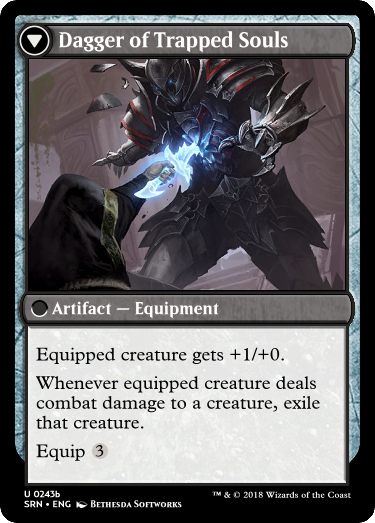 Dagger of Trapped Souls
Artifact — Equipment
Equipped creature gets +1/+0.
Whenever equipped creature deals
combat damage to a creature, exile
that creature.
Equip 3
U 0243b
SRN • ENG Bethesda Softworks
™ & © 2018 Wizards of the Coast